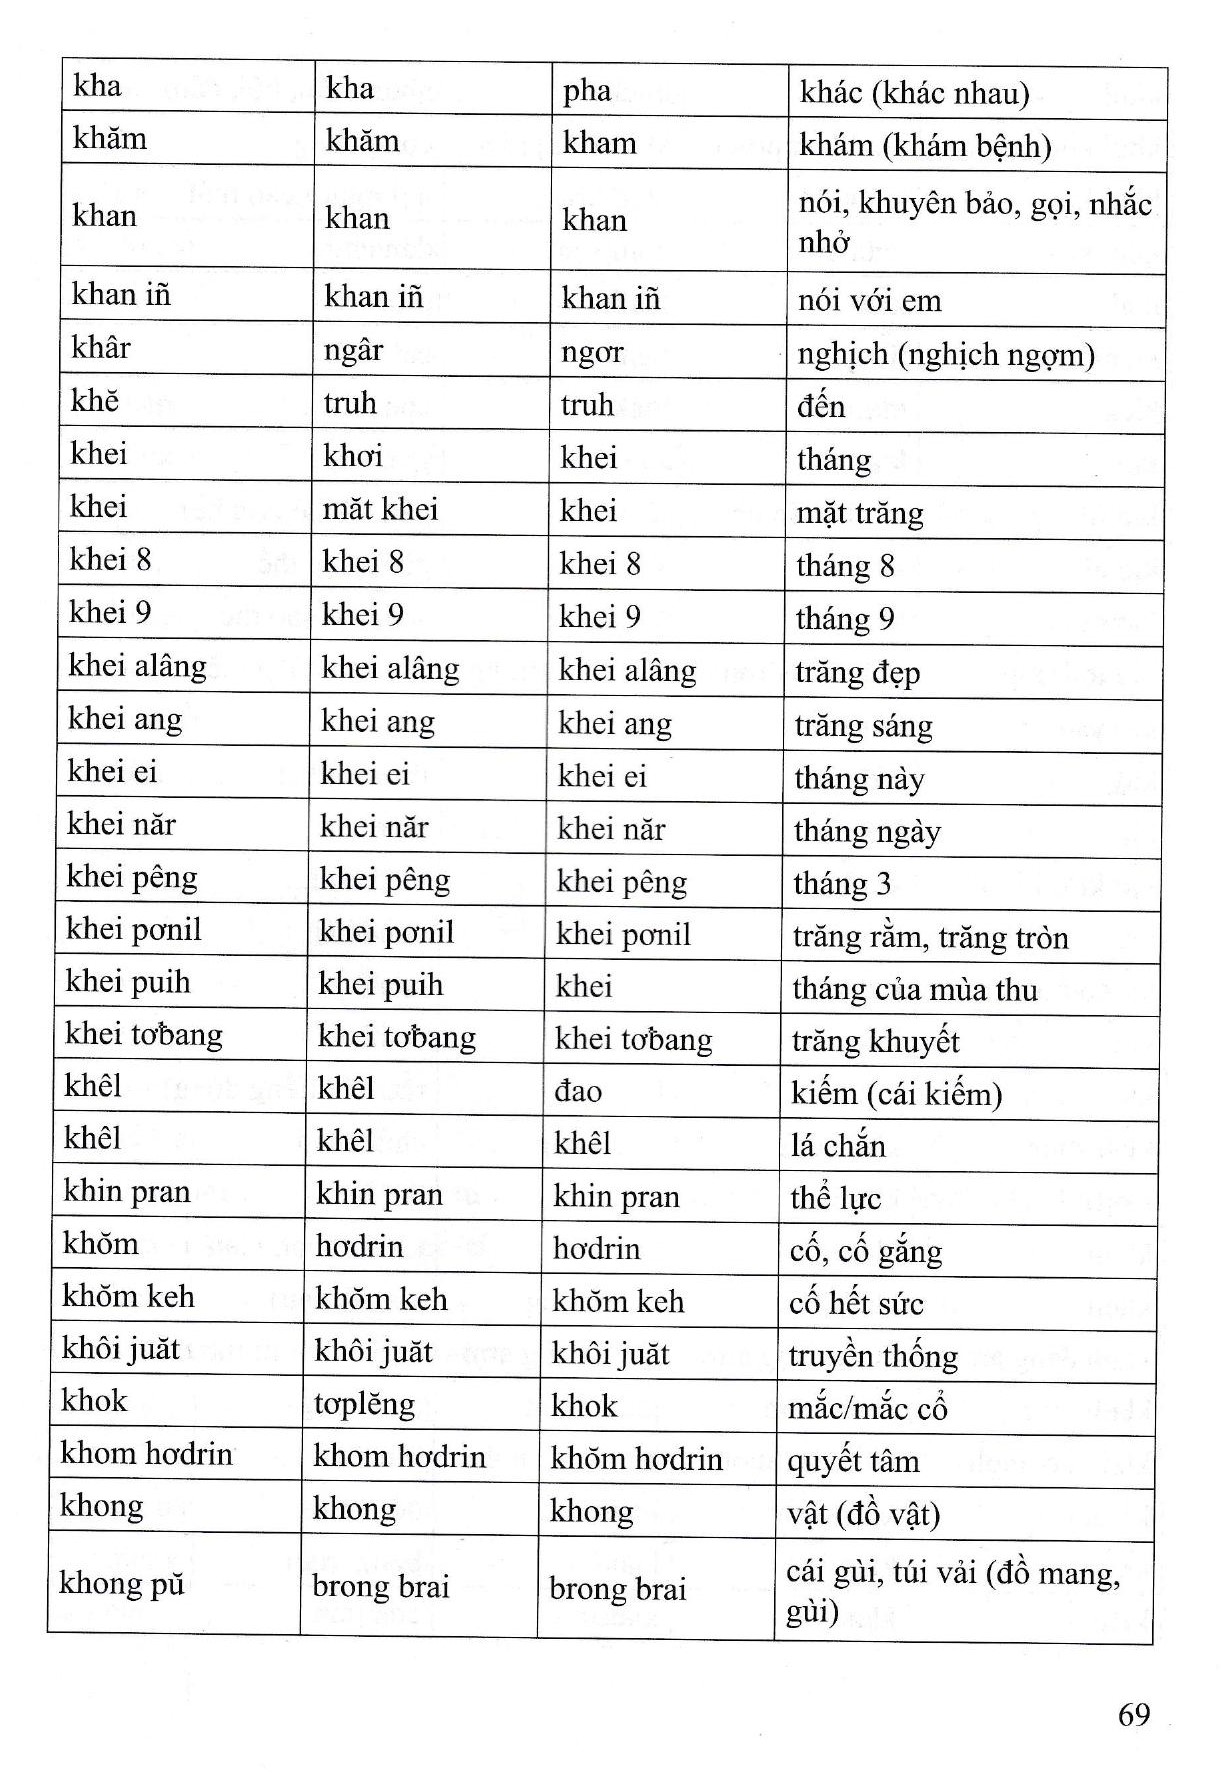 kha kha pha khác (khác nhau)
khăm khăm kham khám (khám bệnh)
khan khan khan nói, khuyên bảo, gọi, nhắc
nhở
khan iñ khan iñ khan iñ nói với em
khâr ngâr ngơr nghịch (nghịch ngợm)
khĕ truh truh đến
khei khơi khei tháng
khei măt khei khei mặt trăng
khei 8 khei 8 khei 8 tháng 8
khei 9 khei 9 khei 9 tháng 9
khei alâng khei alâng khei alâng trăng đẹp
khei ang khei ang khei ang trăng sáng
khei ei khei ei khei ei tháng này
khei năr khei năr khei năr tháng ngày
khei pêng khei pêng khei pêng tháng 3
khei pơnil khei pơnil khei pơnil trăng rằm, trăng tròn
khei puih khei puih khei tháng của mùa thu
khei tơƀang khei tơƀang khei tơƀang trăng khuyết
khêl khêl đao kiếm (cái kiếm)
khêl khêl khêl lá chắn
khin pran khin pran khin pran thể lực
khŏm hơdrin hơdrin cố, cố gắng
khŏm keh khŏm keh khŏm keh cố hết sức
khôi juăt khôi juăt khôi juăt truyền thống
khok tơplĕng khok mắc/mắc cổ
khom hơdrin khom hơdrin khŏm hơdrin quyết tâm
khong khong khong vật (đồ vật)
khong pŭ brong brai brong brai cái gùi, túi vải (đồ mang,
gùi)
69